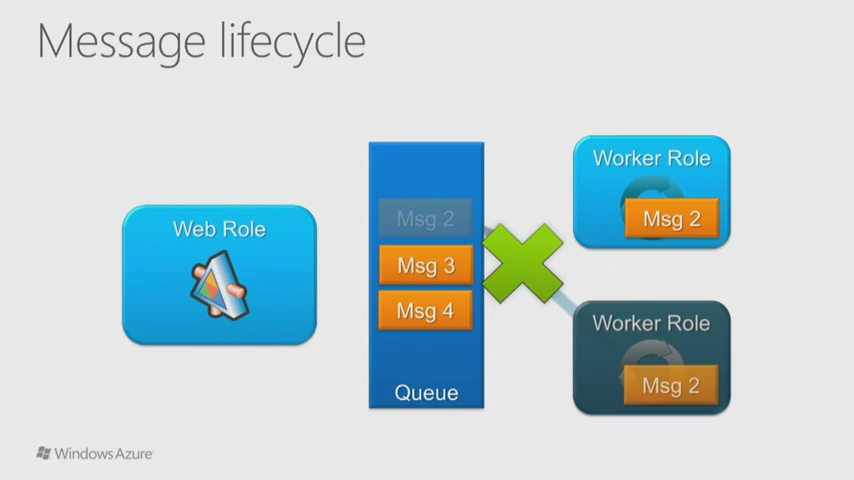 Message lifecycle
Web Role
Msg 2
Msg 3
Msg 4
Queue
Worker Role
Msg 2
Worker Role
Msg 2
Windows Azure